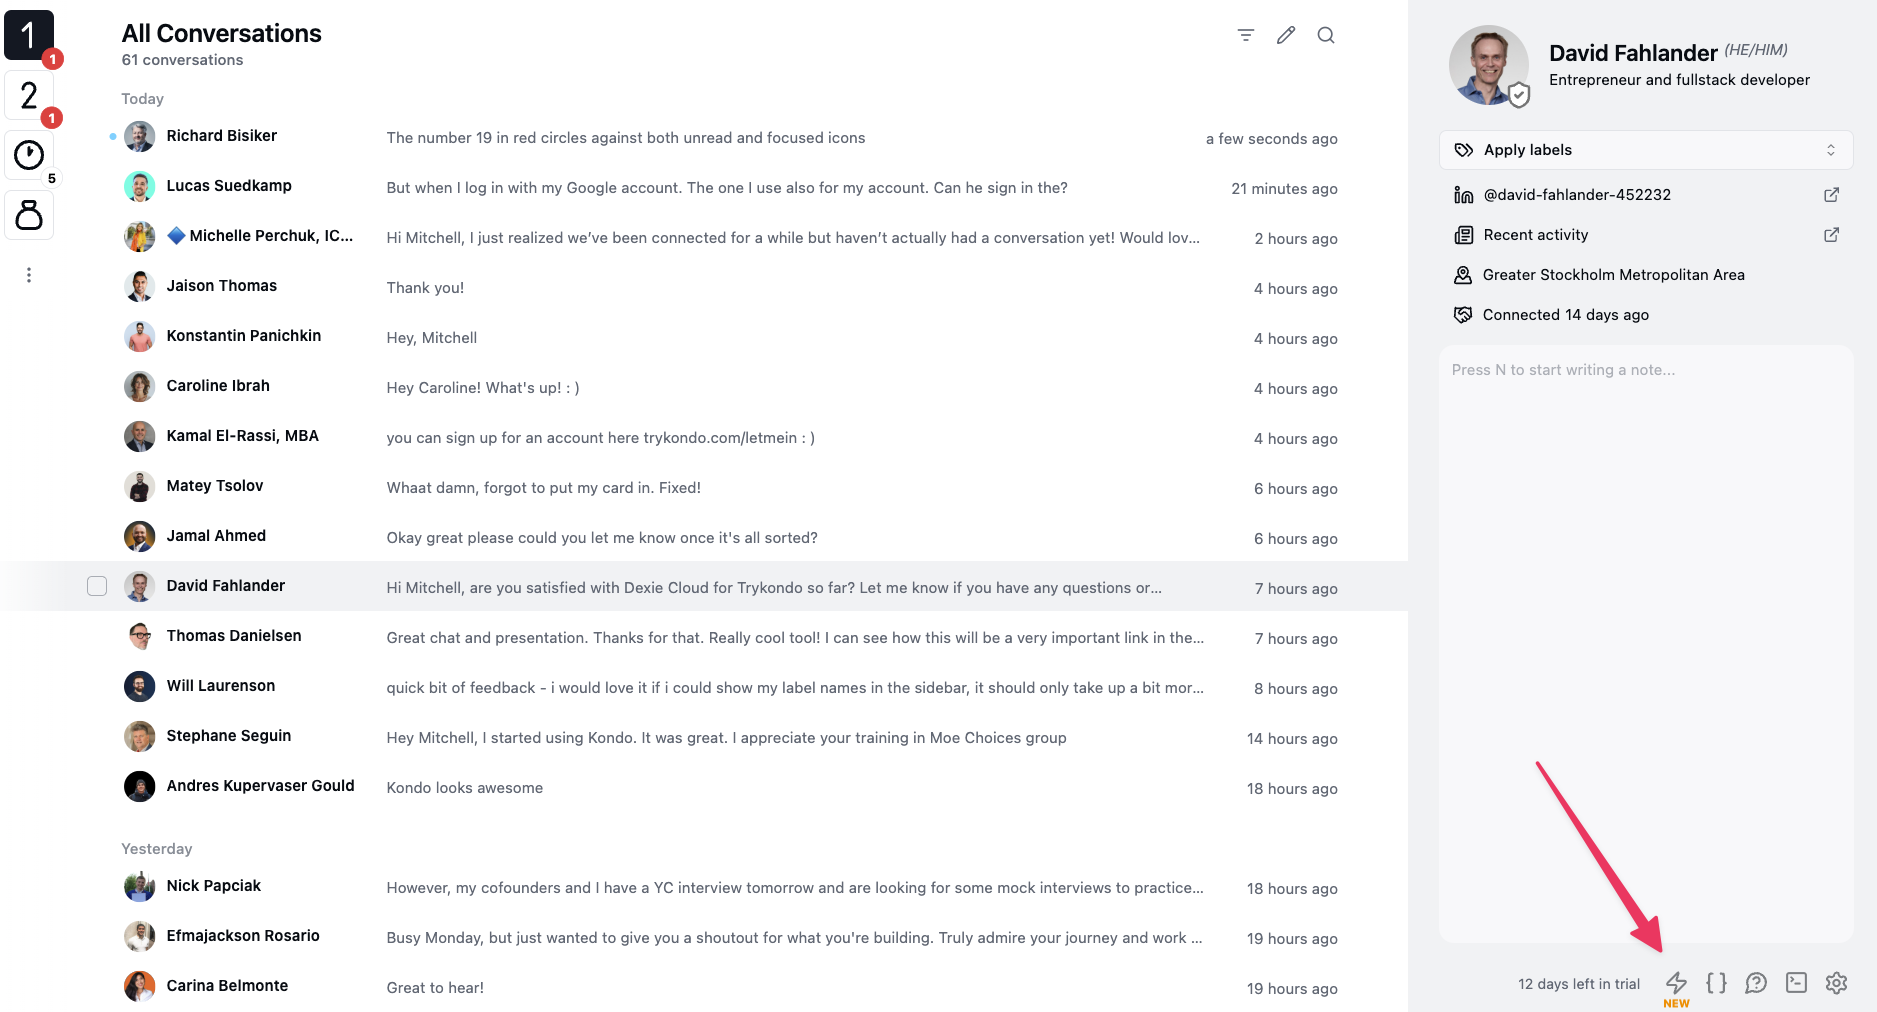 1
1
2
1
5
All Conversations
61 conversations
Today
Richard Bisiker The number 19 in red circles against both unread and focused icons a few seconds ago
Lucas Suedkamp But when I log in with my Google account. The one I use also for my account. Can he sign in the? 21 minutes ago
🔷 Michelle Perchuk, IC... Hi Mitchell, I just realized we’ve been connected for a while but haven’t actually had a conversation yet! Would lov... 2 hours ago
Jaison Thomas Thank you! 4 hours ago
Konstantin Panichkin Hey, Mitchell 4 hours ago
Caroline Ibrah Hey Caroline! What's up! : ) 4 hours ago
Kamal El-Rassi, MBA you can sign up for an account here trykondo.com/letmein : ) 4 hours ago
Matey Tsolov Whaat damn, forgot to put my card in. Fixed! 6 hours ago
Jamal Ahmed Okay great please could you let me know once it's all sorted? 6 hours ago
David Fahlander Hi Mitchell, are you satisfied with Dexie Cloud for Trykondo so far? Let me know if you have any questions or... 7 hours ago
Thomas Danielsen Great chat and presentation. Thanks for that. Really cool tool! I can see how this will be a very important link in the... 7 hours ago
Will Laurenson quick bit of feedback - i would love it if i could show my label names in the sidebar, it should only take up a bit mor... 8 hours ago
Stephane Seguin Hey Mitchell, I started using Kondo. It was great. I appreciate your training in Moe Choices group 14 hours ago
Andres Kupervaser Gould Kondo looks awesome 18 hours ago
Yesterday
Nick Papciak However, my cofounders and I have a YC interview tomorrow and are looking for some mock interviews to practice... 18 hours ago
Efmajackson Rosario Busy Monday, but just wanted to give you a shoutout for what you're building. Truly admire your journey and work ... 19 hours ago
Carina Belmonte Great to hear! 19 hours ago
David Fahlander (HE/HIM)
Entrepreneur and fullstack developer
Apply labels
@david-fahlander-452232
Recent activity
Greater Stockholm Metropolitan Area
Connected 14 days ago
Press N to start writing a note...
12 days left in trial
NEW